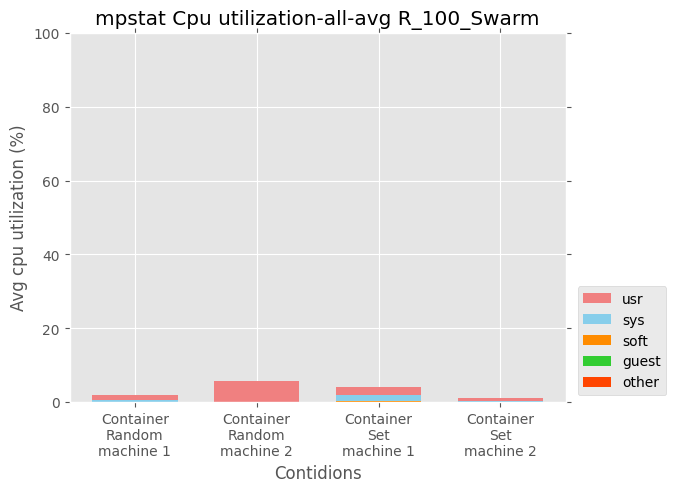 mpstat Cpu utilization-all-avg R_100_Swarm
Avg cpu utilization (%)
100
80
60
40
20
0
Container
Random
machine 1
Container
Random
machine 2
Container
Set
machine 1
Container
Set
machine 2
Contidions
usr
sys
soft
guest
other